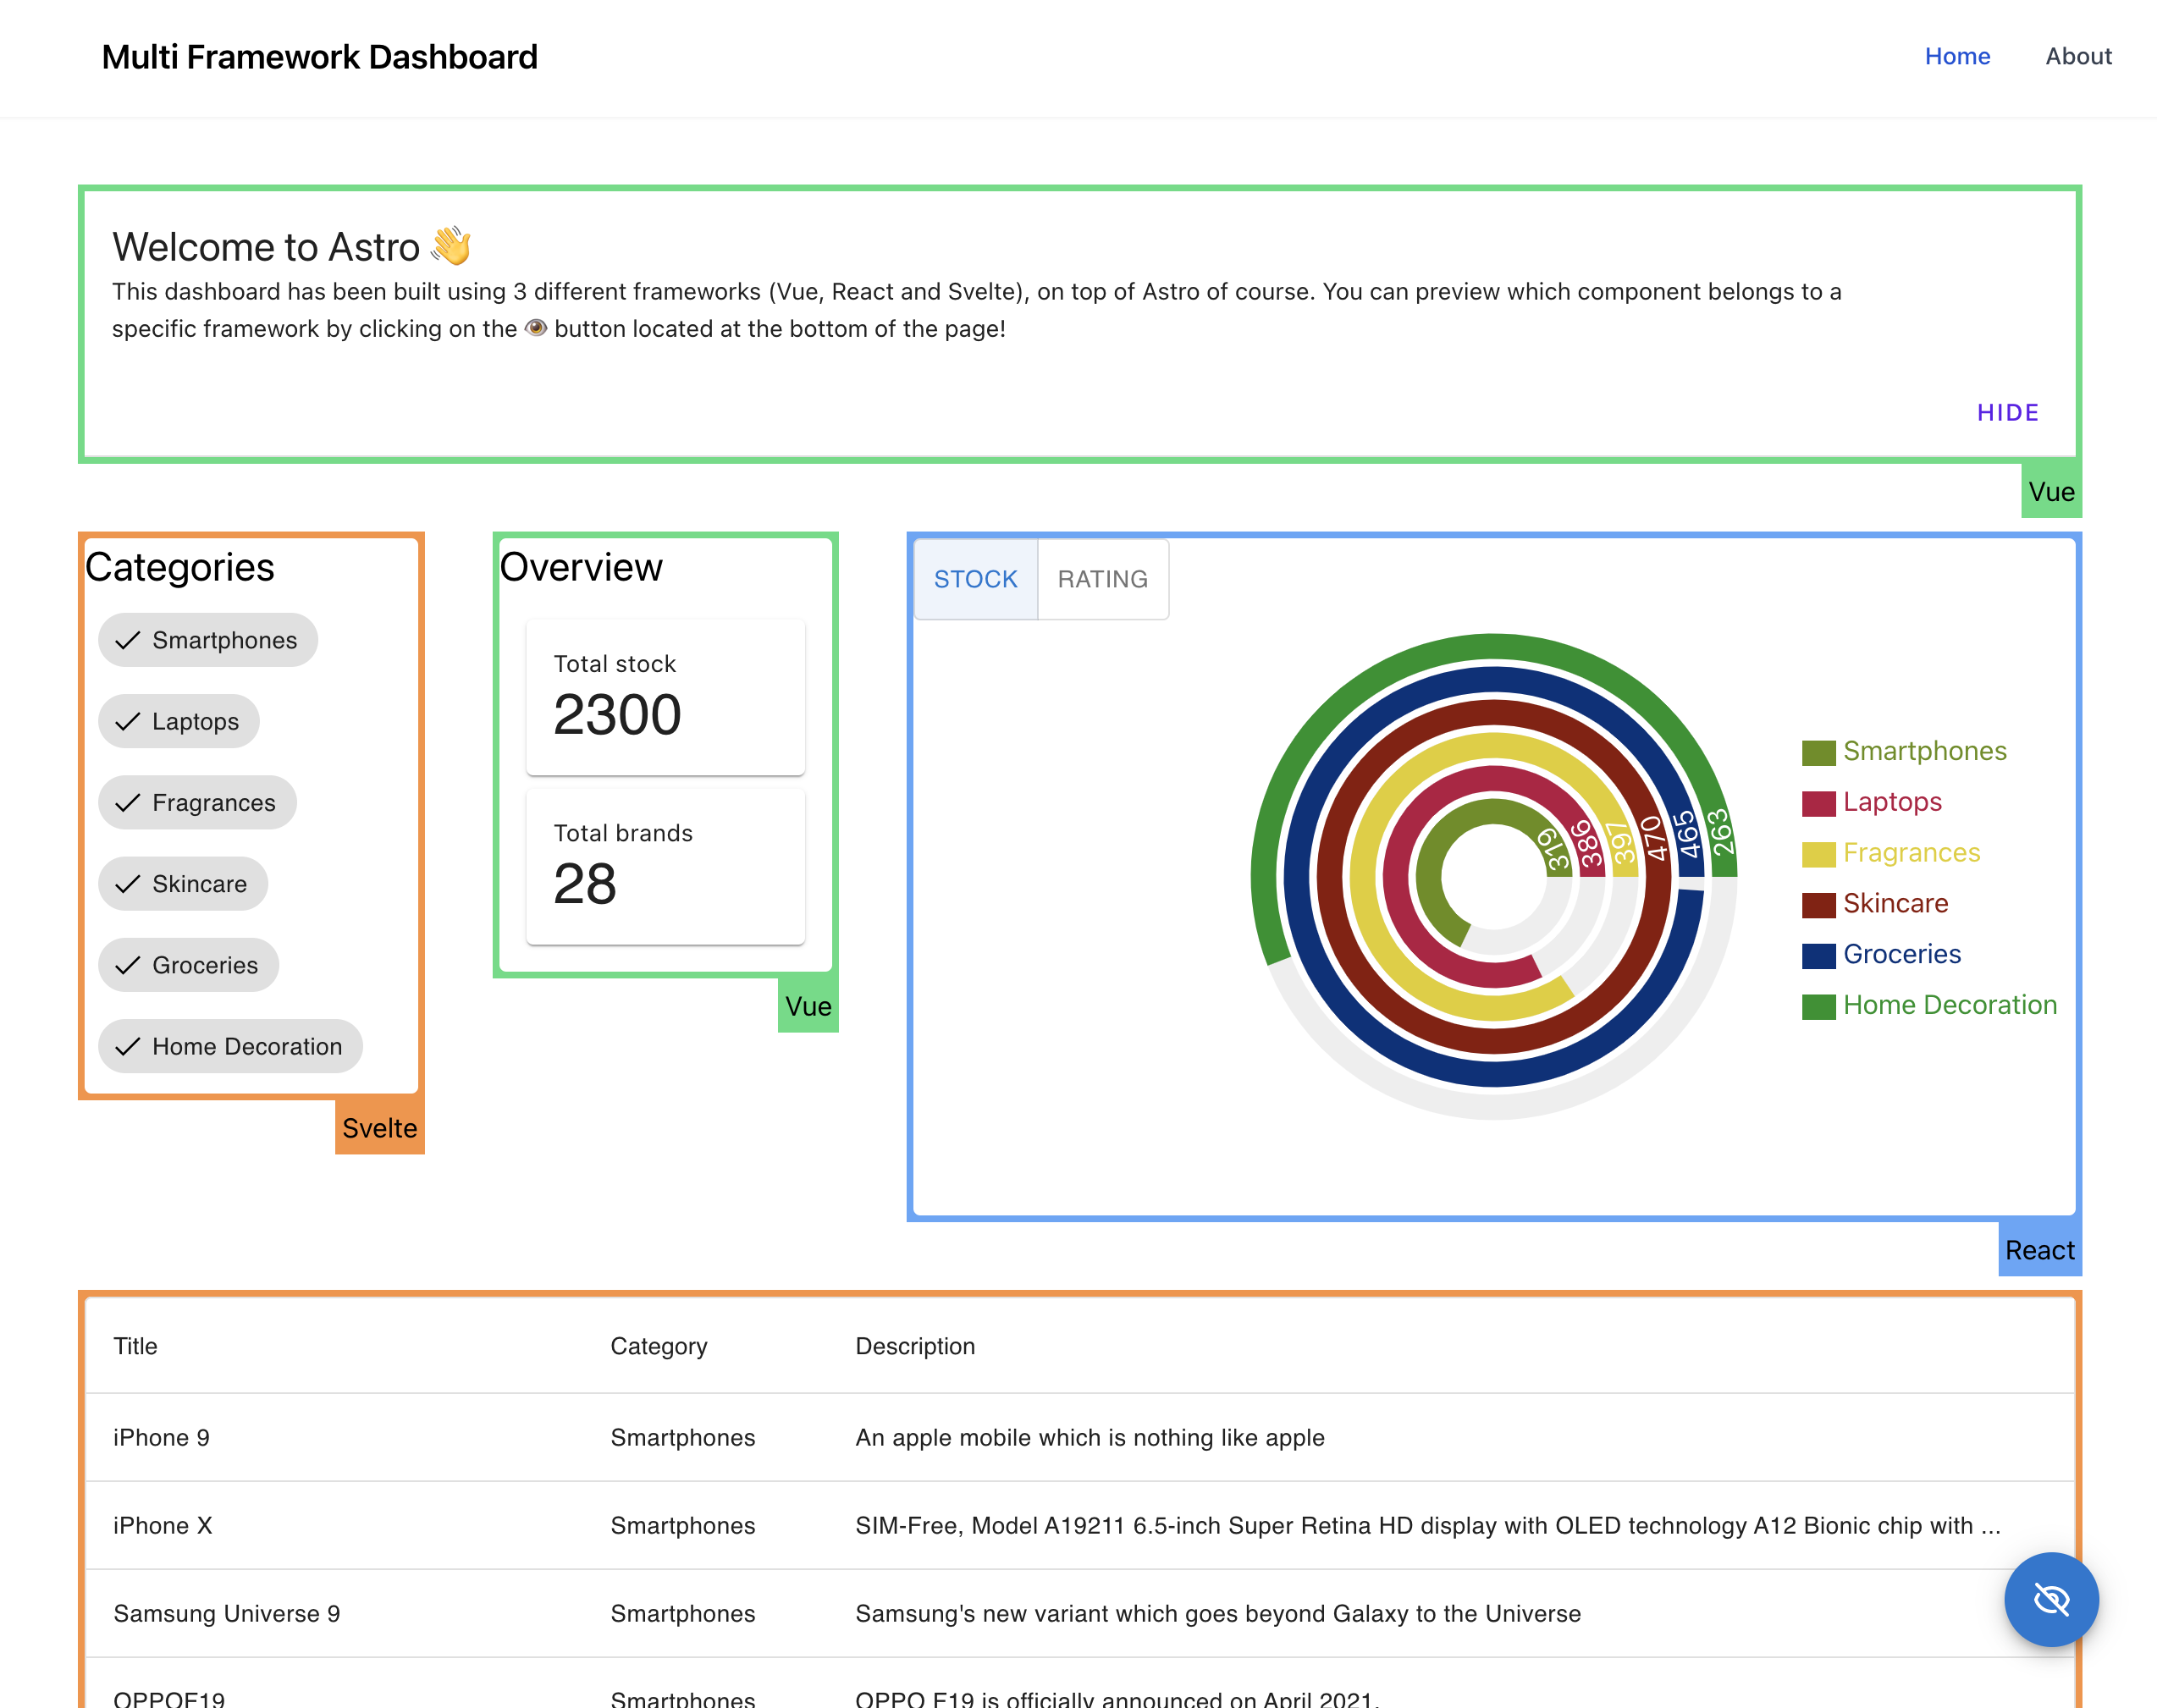 Multi Framework Dashboard
Home
About
Welcome to Astro 👋
This dashboard has been built using 3 different frameworks (Vue, React and Svelte), on top of Astro of course. You can preview which component belongs to a
specific framework by clicking on the 👁 button located at the bottom of the page!
HIDE
Vue
Categories
Smartphones
Laptops
Fragrances
Skincare
Groceries
Home Decoration
Svelte
Overview
Total stock
2300
Total brands
28
Vue
STOCK
RATING
319
386
397
470
465
263
Smartphones
Laptops
Fragrances
Skincare
Groceries
Home Decoration
React
Title Category Description
iPhone 9 Smartphones An apple mobile which is nothing like apple
iPhone X Smartphones SIM-Free, Model A19211 6.5-inch Super Retina HD display with OLED technology A12 Bionic chip with ...
Samsung Universe 9 Smartphones Samsung's new variant which goes beyond Galaxy to the Universe
OPPOF19 Smartphones OPPO F19 is officially announced on April 2021.